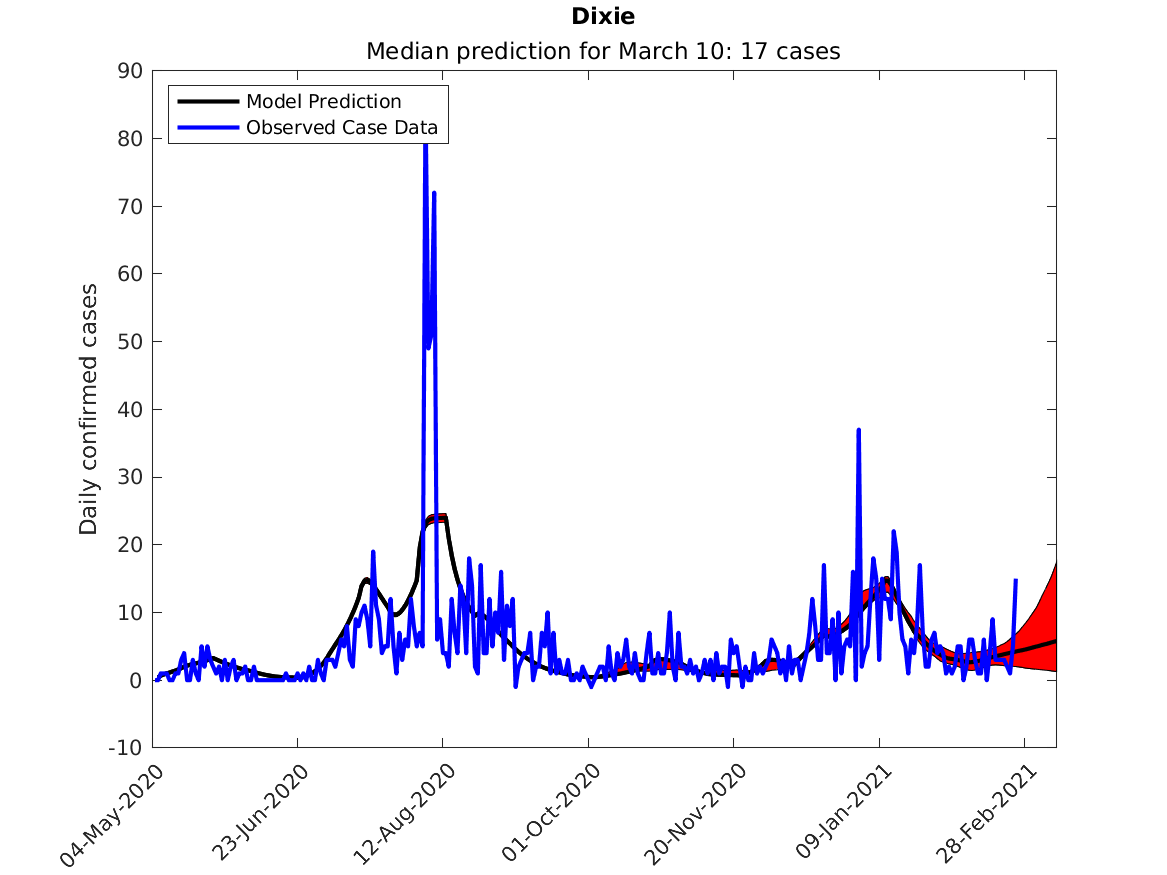 Dixie
Median prediction for March 10: 17 cases
Model Prediction
Observed Case Data
Daily confirmed cases
90
80
70
60
50
40
30
20
10
0
-10
04-May-2020
23-Jun-2020
12-Aug-2020
01-Oct-2020
20-Nov-2020
09-Jan-2021
28-Feb-2021